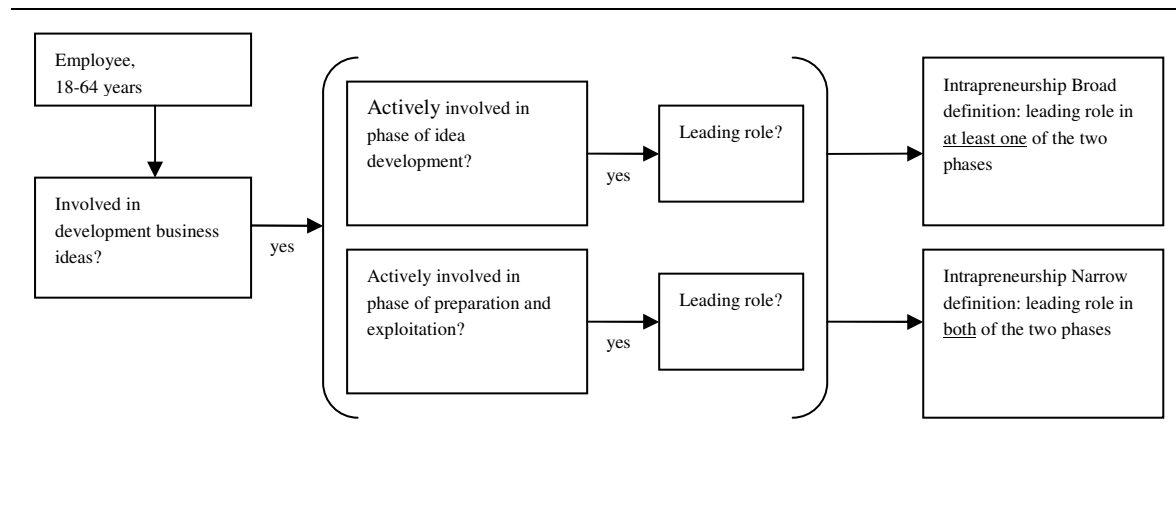 Employee,
18-64 years
Involved in
development business
ideas?
yes
Actively involved in
phase of idea
development?
yes
Leading role?
Actively involved in
phase of preparation and
exploitation?
yes
Leading role?
Intrapreneurship Broad
definition: leading role in
at least one of the two
phases
Intrapreneurship Narrow
definition: leading role in
both of the two phases